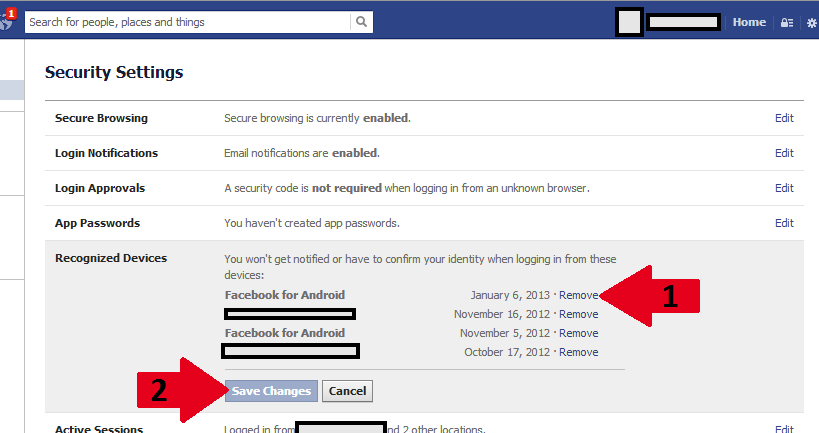 1
Search for people, places and things
Home
Security Settings
Secure Browsing Secure browsing is currently enabled. Edit
Login Notifications Email notifications are enabled. Edit
Login Approvals A security code is not required when logging in from an unknown browser. Edit
App Passwords You haven't created app passwords. Edit
Recognized Devices You won't get notified or have to confirm your identity when logging in from these
devices:
Facebook for Android January 6, 2013 · Remove 1
November 16, 2012 · Remove
Facebook for Android November 5, 2012 · Remove
October 17, 2012 · Remove
2 Save Changes Cancel
Active Sessions Logged in from and 2 other locations. Edit